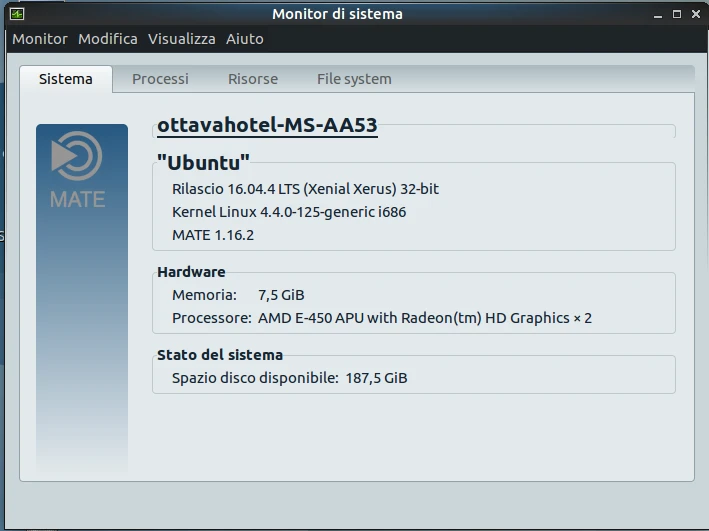 Monitor di sistema
Monitor Modifica Visualizza Aiuto
Sistema Processi Risorse File system
ottavahotel-MS-AA53
MATE
"Ubuntu"
Rilascio 16.04.4 LTS (Xenial Xerus) 32-bit
Kernel Linux 4.4.0-125-generic i686
MATE 1.16.2
Hardware
Memoria: 7,5 GiB
Processore: AMD E-450 APU with Radeon(tm) HD Graphics × 2
Stato del sistema
Spazio disco disponibile: 187,5 GiB